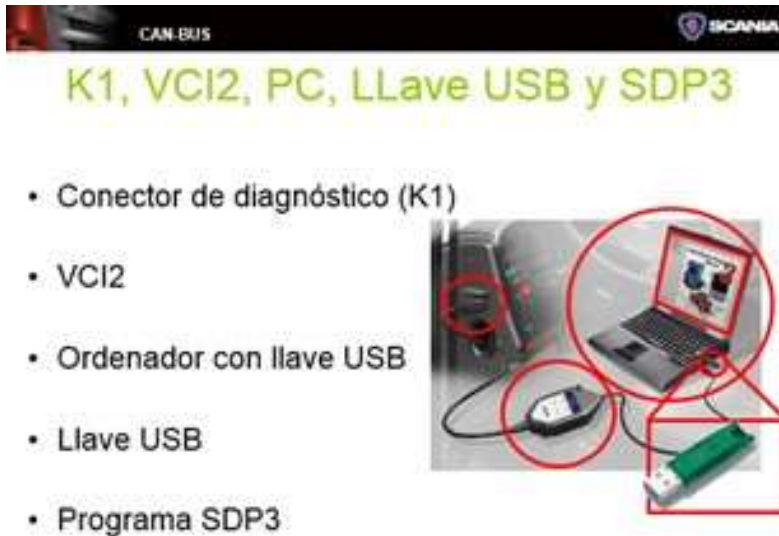 CAN-BUS
SCANIA
K1, VCI2, PC, LLave USB y SDP3
• Conector de diagnóstico (K1)
• VCI2
• Ordenador con llave USB
• Llave USB
• Programa SDP3